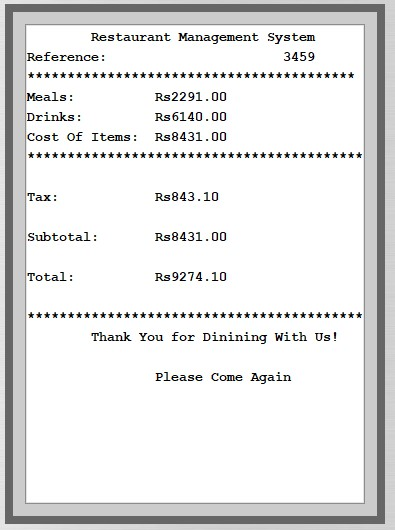 Restaurant Management System
Reference: 3459
*****************************************
Meals: Rs2291.00
Drinks: Rs6140.00
Cost Of Items: Rs8431.00
******************************************
Tax: Rs843.10
Subtotal: Rs8431.00
Total: Rs9274.10
******************************************
Thank You for Dinining With Us!
Please Come Again